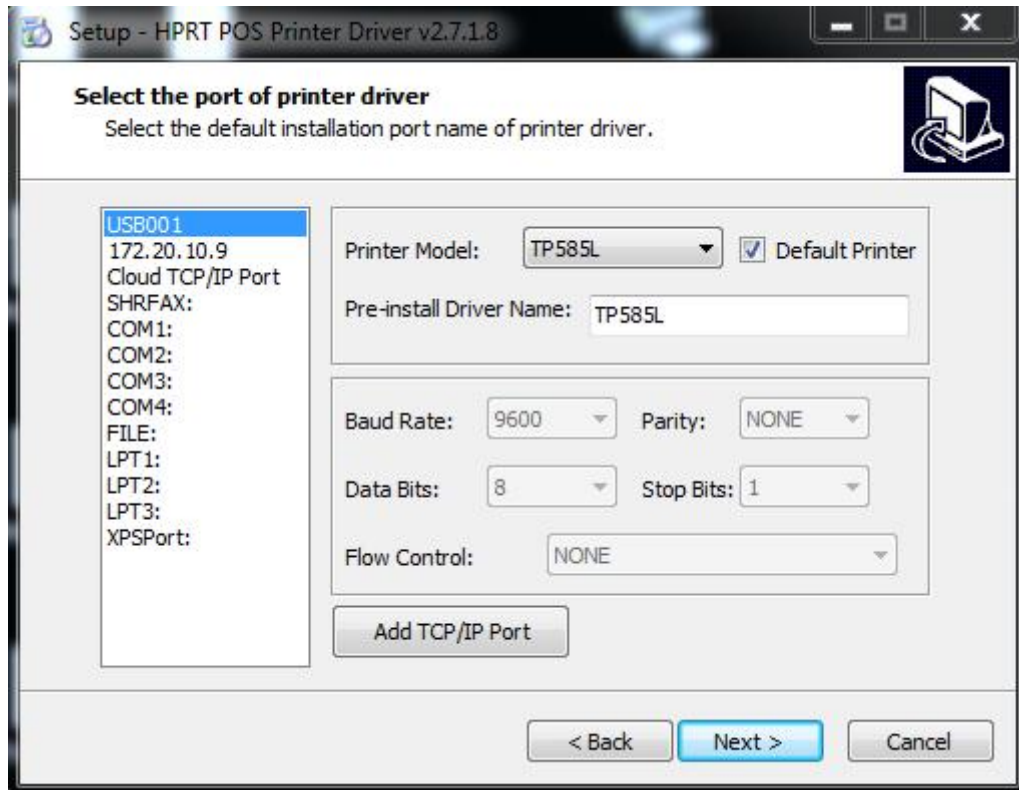 Setup - HPRT POS Printer Driver v2.7.1.8
Select the port of printer driver
Select the default installation port name of printer driver.
USB001
172.20.10.9
Cloud TCP/IP Port
SHRFAX:
COM1:
COM2:
COM3:
COM4:
FILE:
LPT1:
LPT2:
LPT3:
XPSPort:
Printer Model: TP585L Default Printer
Pre-install Driver Name: TP585L
Baud Rate: 9600 Parity: NONE
Data Bits: 8 Stop Bits: 1
Flow Control: NONE
Add TCP/IP Port
< Back Next > Cancel